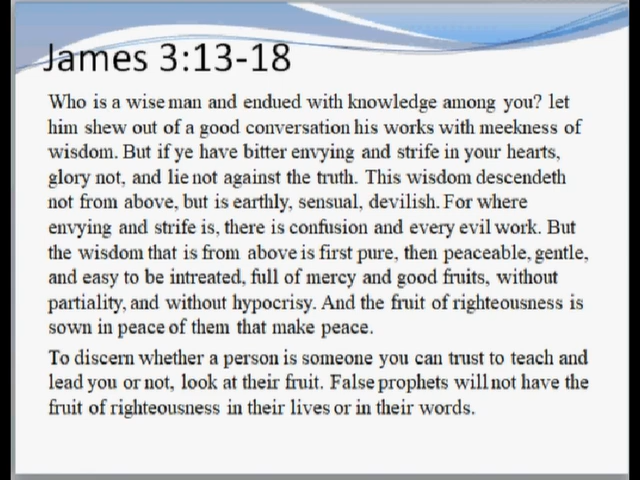 James 3:13-18
Who is a wise man and endued with knowledge among you? let
him shew out of a good conversation his works with meekness of
wisdom. But if ye have bitter envying and strife in your hearts,
glory not, and lie not against the truth. This wisdom descendeth
not from above, but is earthly, sensual, devilish. For where
envying and strife is, there is confusion and every evil work. But
the wisdom that is from above is first pure, then peaceable, gentle,
and easy to be intreated, full of mercy and good fruits, without
partiality, and without hypocrisy. And the fruit of righteousness is
sown in peace of them that make peace.
To discern whether a person is someone you can trust to teach and
lead you or not, look at their fruit. False prophets will not have the
fruit of righteousness in their lives or in their words.